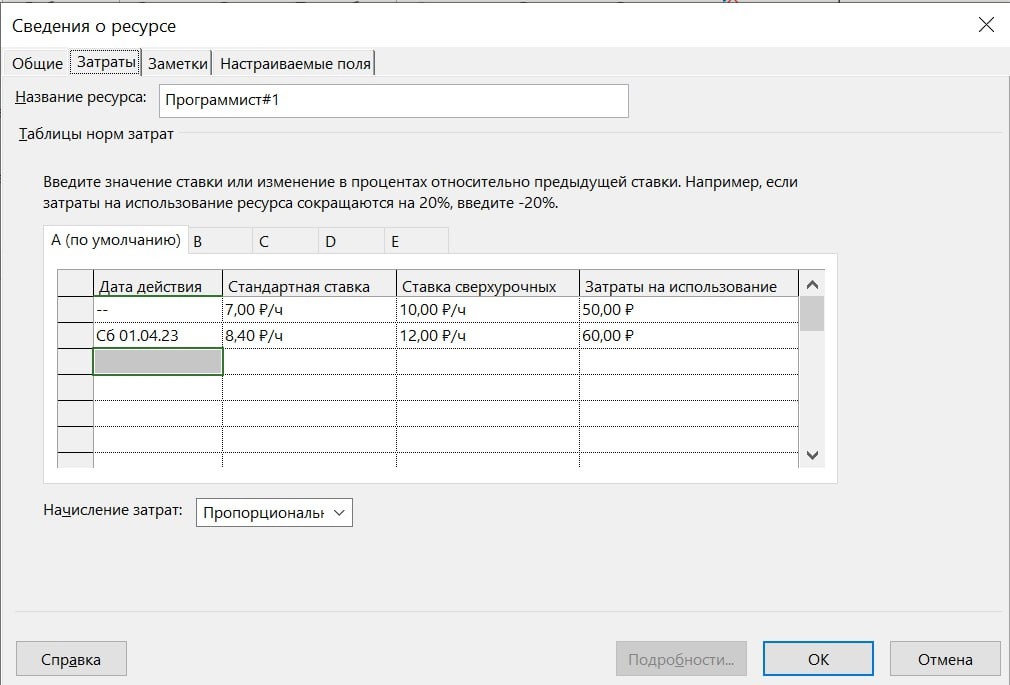 Сведения о ресурсе
Общие Затраты Заметки Настраиваемые поля
Название ресурса: Программист#1
Таблицы норм затрат
Введите значение ставки или изменение в процентах относительно предыдущей ставки. Например, если
затраты на использование ресурса сокращаются на 20%, введите -20%.
A (по умолчанию) B C D E
Дата действия Стандартная ставка Ставка сверхурочных Затраты на использование
-- 7,00 ₽/ч 10,00 ₽/ч 50,00 ₽
Сб 01.04.23 8,40 ₽/ч 12,00 ₽/ч 60,00 ₽
Начисление затрат: Пропорциональн
Справка Подробности... ОК Отмена